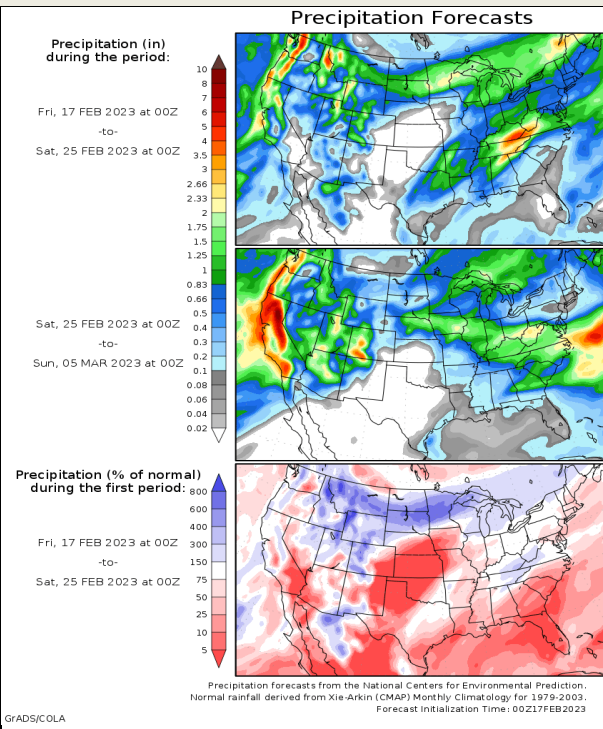 Precipitation Forecasts
Precipitation (in)
during the period:
Fri, 17 FEB 2023 at 00Z
-to-
Sat, 25 FEB 2023 at 00Z
10
8
7
6
5
4
3.5
3
2.66
2.33
2
1.75
1.5
1.25
1
0.83
0.66
0.5
0.4
0.3
0.2
0.1
0.08
0.06
0.04
0.02
Sat, 25 FEB 2023 at 00Z
-to-
Sun, 05 MAR 2023 at 00Z
Precipitation (% of normal)
during the first period:
Fri, 17 FEB 2023 at 00Z
-to-
Sat, 25 FEB 2023 at 00Z
800
600
400
300
150
75
50
25
10
5
Precipitation forecasts from the National Centers for Environmental Prediction.
Normal rainfall derived from Xie-Arkin (CMAP) Monthly Climatology for 1979-2003.
Forecast Initialization Time: 00Z17FEB2023
GrADS/COLA